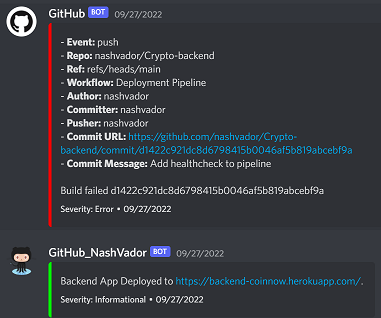 GitHub BOT 09/27/2022
- Event: push
- Repo: nashvador/Crypto-backend
- Ref: refs/heads/main
- Workflow: Deployment Pipeline
- Author: nashvador
- Committer: nashvador
- Pusher: nashvador
- Commit URL: https://github.com/nashvador/Crypto-
backend/commit/d1422c921dc8d6798415b0046af5b819abcebf9a
- Commit Message: Add healthcheck to pipeline
Build failed d1422c921dc8d6798415b0046af5b819abcebf9a
Severity: Error • 09/27/2022
GitHub_NashVador BOT 09/27/2022
Backend App Deployed to https://backend-coinnow.herokuapp.com/.
Severity: Informational • 09/27/2022